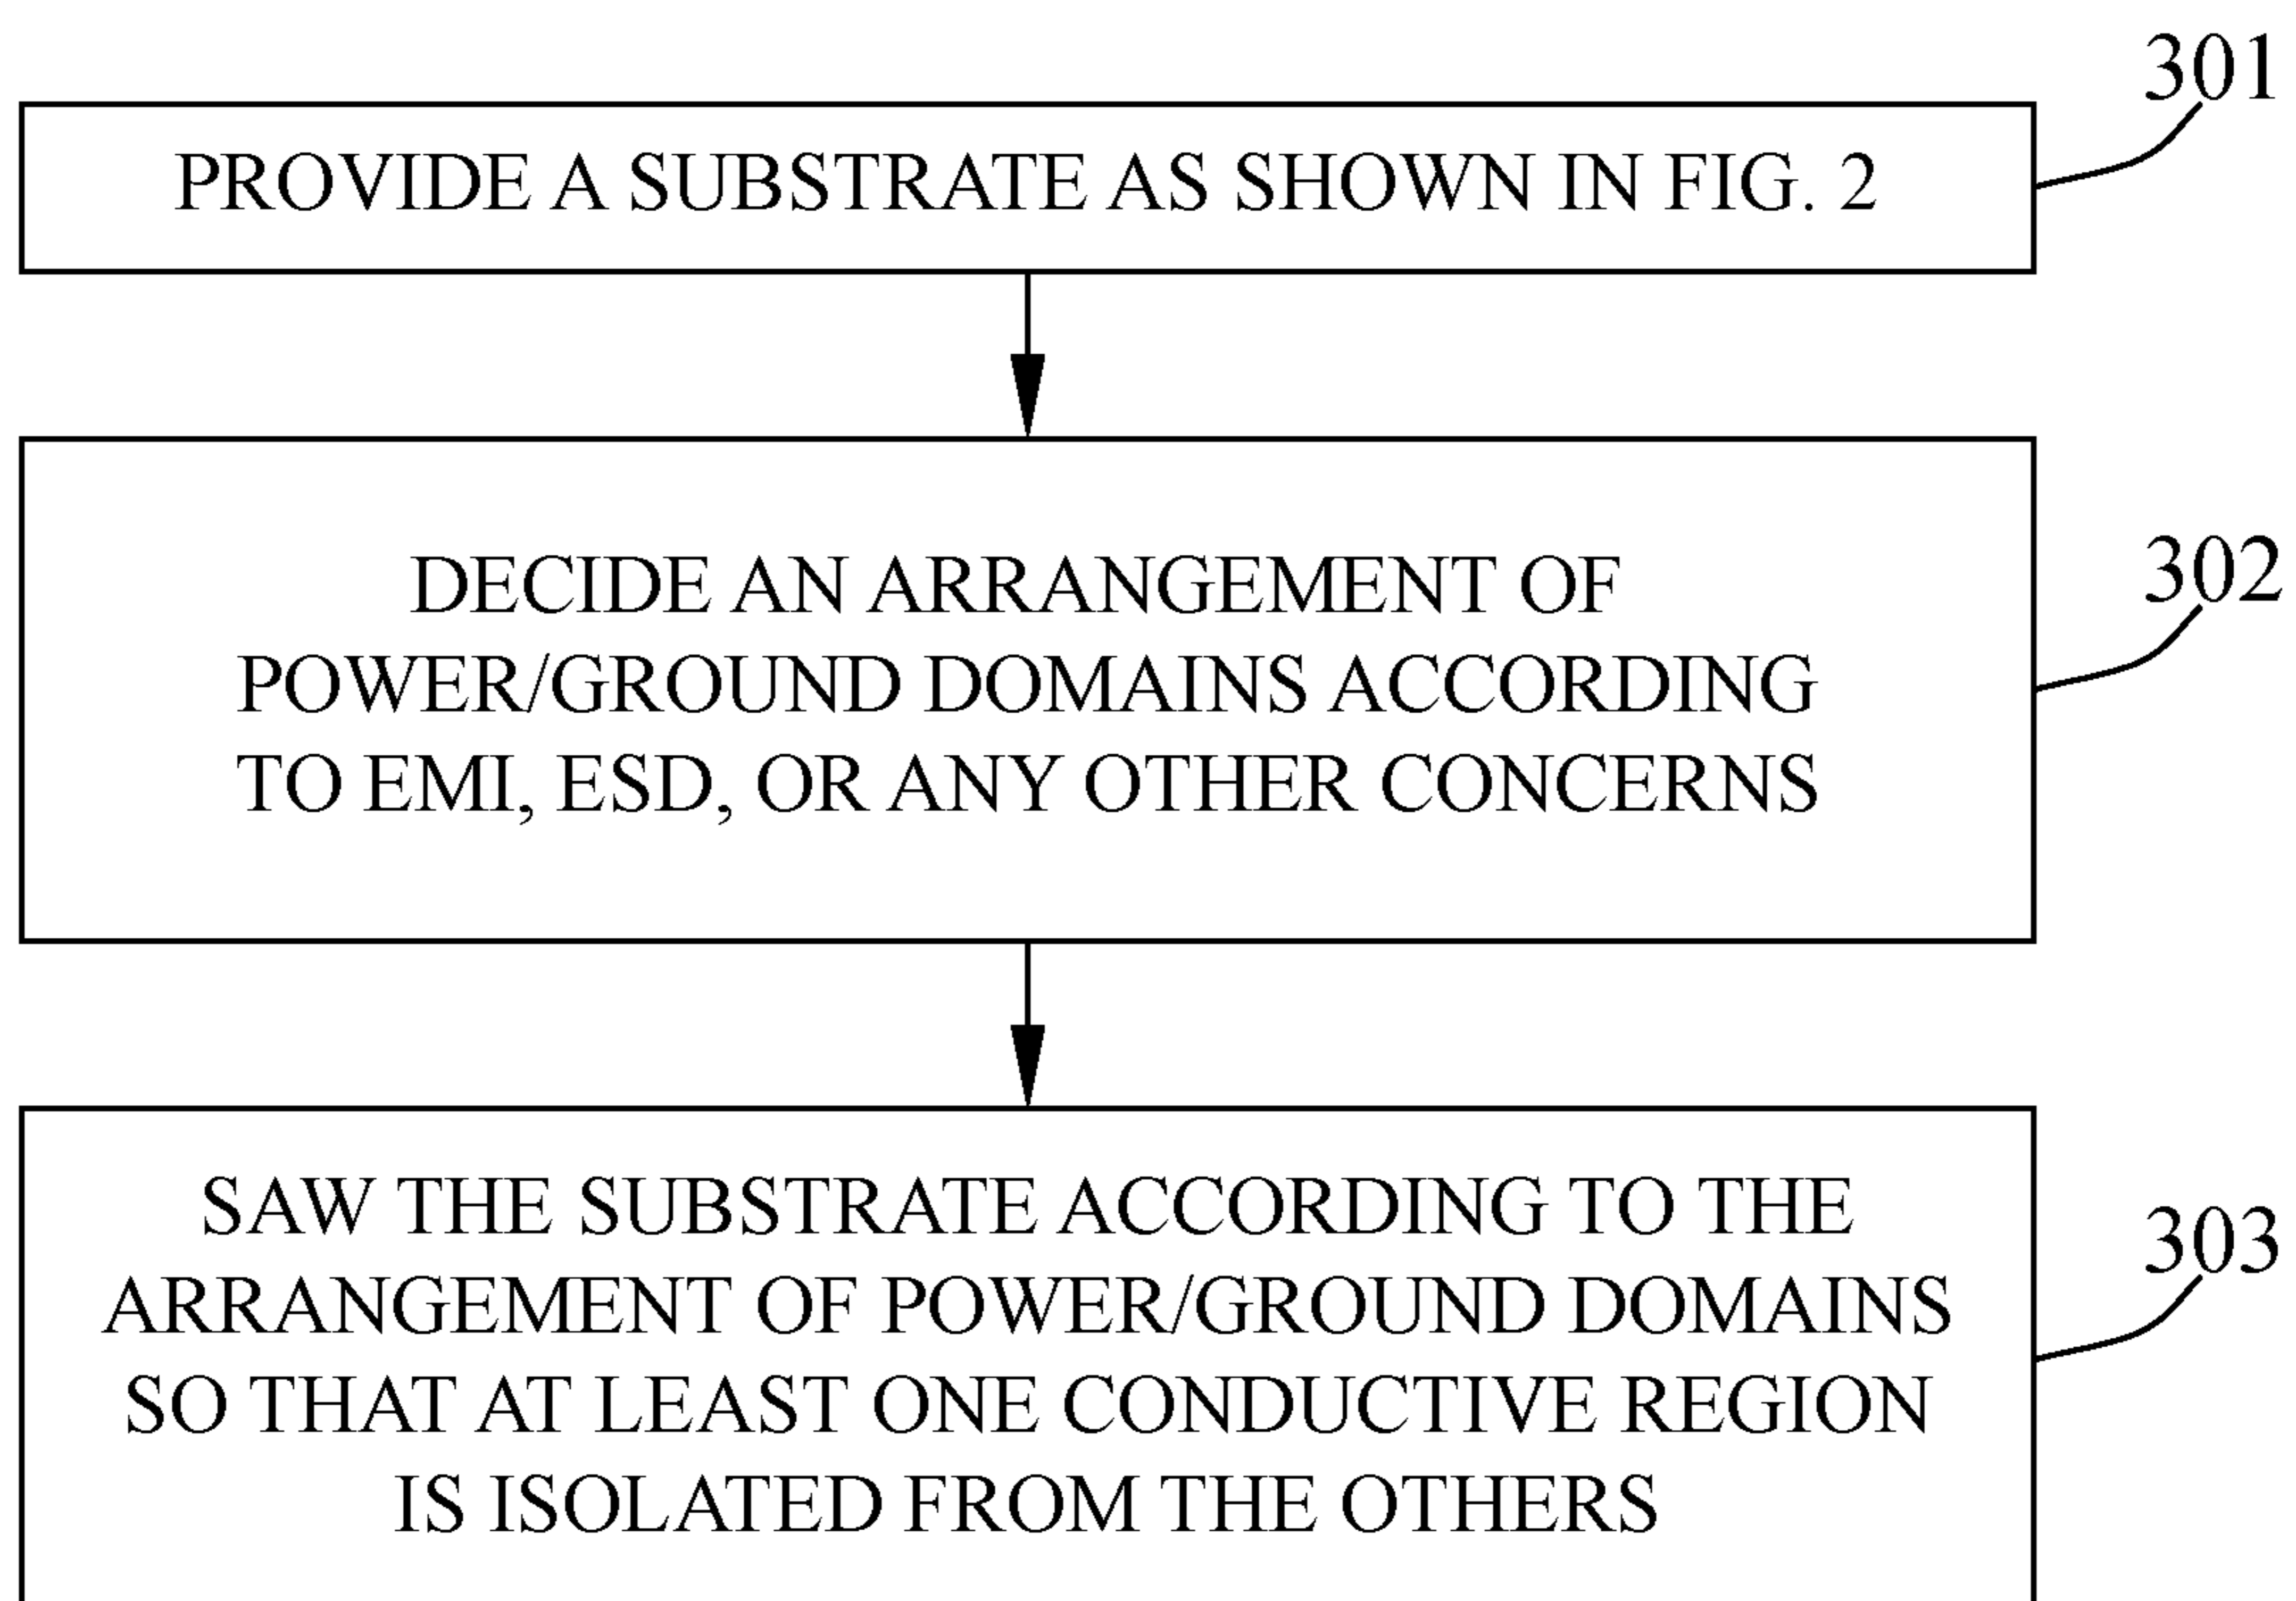 301
PROVIDE A SUBSTRATE AS SHOWN IN FIG. 2
302
DECIDE AN ARRANGEMENT OF
POWER/GROUND DOMAINS ACCORDING
TO EMI, ESD, OR ANY OTHER CONCERNS
303
SAW THE SUBSTRATE ACCORDING TO THE
ARRANGEMENT OF POWER/GROUND DOMAINS
SO THAT AT LEAST ONE CONDUCTIVE REGION
IS ISOLATED FROM THE OTHERS